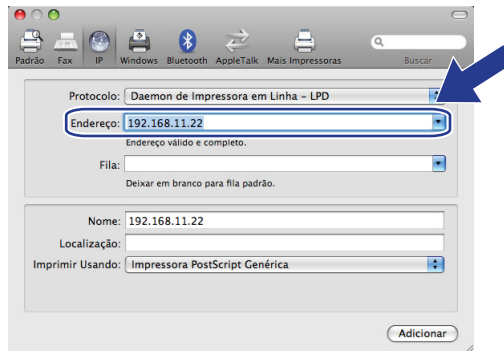 Padrão Fax IP Windows Bluetooth AppleTalk Mais Impressoras Buscar
Protocolo: Daemon de Impressora em Linha – LPD
Endereço: 192.168.11.22
Endereço válido e completo.
Fila:
Deixar em branco para fila padrão.
Nome: 192.168.11.22
Localização:
Imprimir Usando: Impressora PostScript Genérica
Adicionar